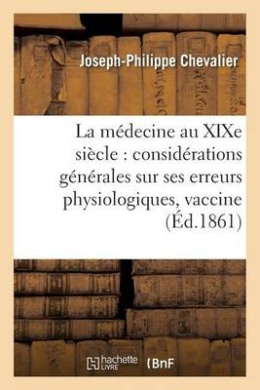 Joseph-Philippe Chevalier
La médecine au XIXe siècle : considérations générales sur ses erreurs physiologiques, vaccine (Éd.1861)
hachette
LIVRE
{BnF